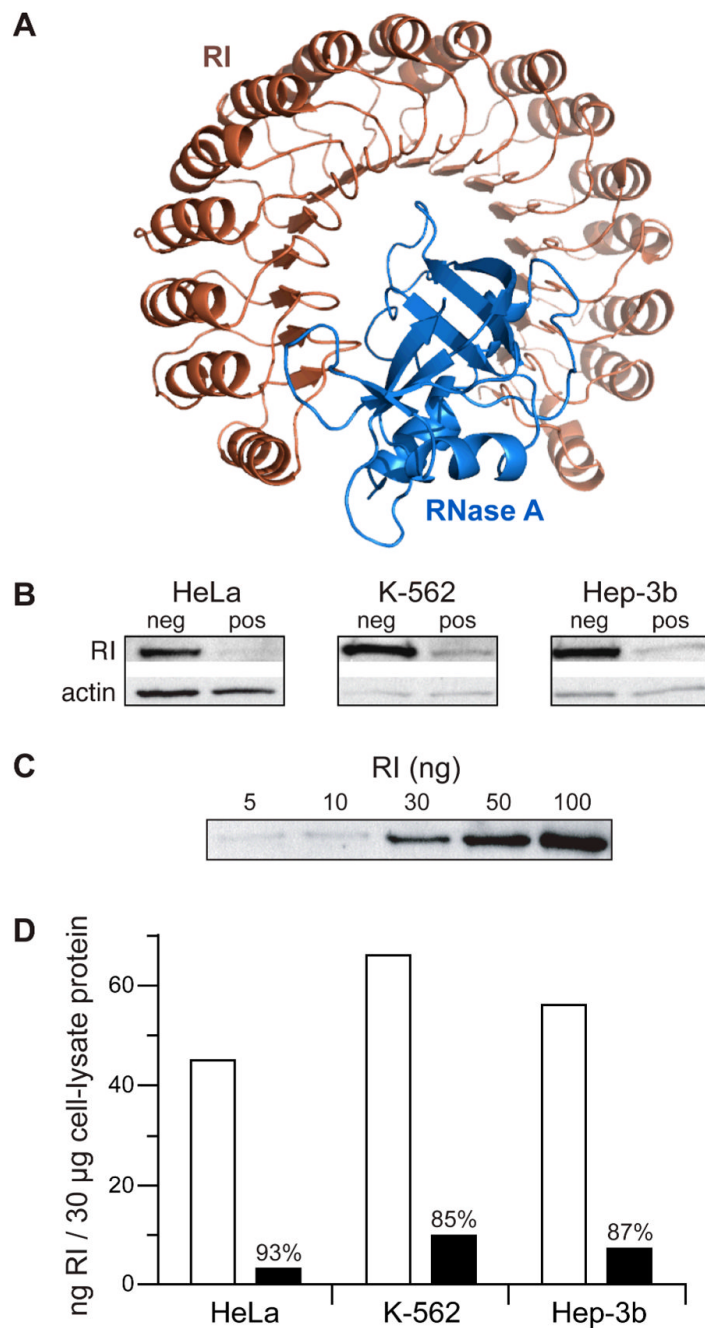 A
RI
RNase A
B
HeLa K-562 Hep-3b
neg pos neg pos neg pos
RI
actin
C
RI (ng)
5 10 30 50 100
D
ng RI / 30 µg cell-lysate protein
60
40
20
0
93%
85%
87%
HeLa K-562 Hep-3b